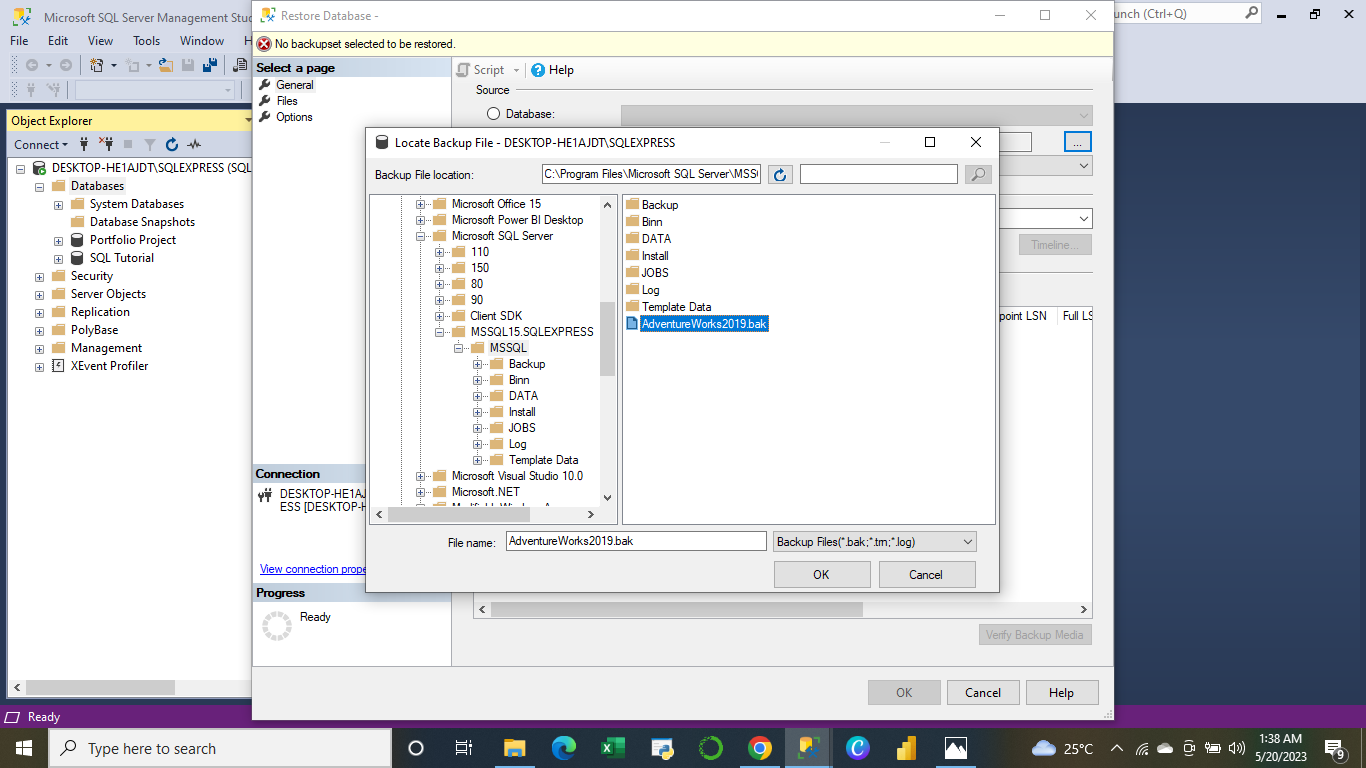 Microsoft SQL Server Management Stu
Restore Database -
unch (Ctrl+Q)
File Edit View Tools Window H
No backupset selected to be restored.
Select a page
General
Files
Options
Script
Help
Source
Database:
...
Timeline...
point LSN
Full LS
Object Explorer
Connect
DESKTOP-HE1AJDT\SQLEXPRESS (SQL
Databases
System Databases
Database Snapshots
Portfolio Project
SQL Tutorial
Security
Server Objects
Replication
PolyBase
Management
XEvent Profiler
Locate Backup File - DESKTOP-HE1AJDT\SQLEXPRESS
Backup File location:
C:\Program Files\Microsoft SQL Server\MSS
Microsoft Office 15
Microsoft Power BI Desktop
Microsoft SQL Server
110
150
80
90
Client SDK
MSSQL15.SQLEXPRESS
MSSQL
Backup
Binn
DATA
Install
JOBS
Log
Template Data
Microsoft Visual Studio 10.0
Microsoft.NET
Backup
Binn
DATA
Install
JOBS
Log
Template Data
AdventureWorks2019.bak
File name:
AdventureWorks2019.bak
Backup Files(*.bak;*.trn;*.log)
OK
Cancel
Connection
DESKTOP-HE1AJ
ESS [DESKTOP-H
View connection prope
Progress
Ready
Verify Backup Media
OK
Cancel
Help
Ready
Type here to search
25°C
1:38 AM
5/20/2023
9